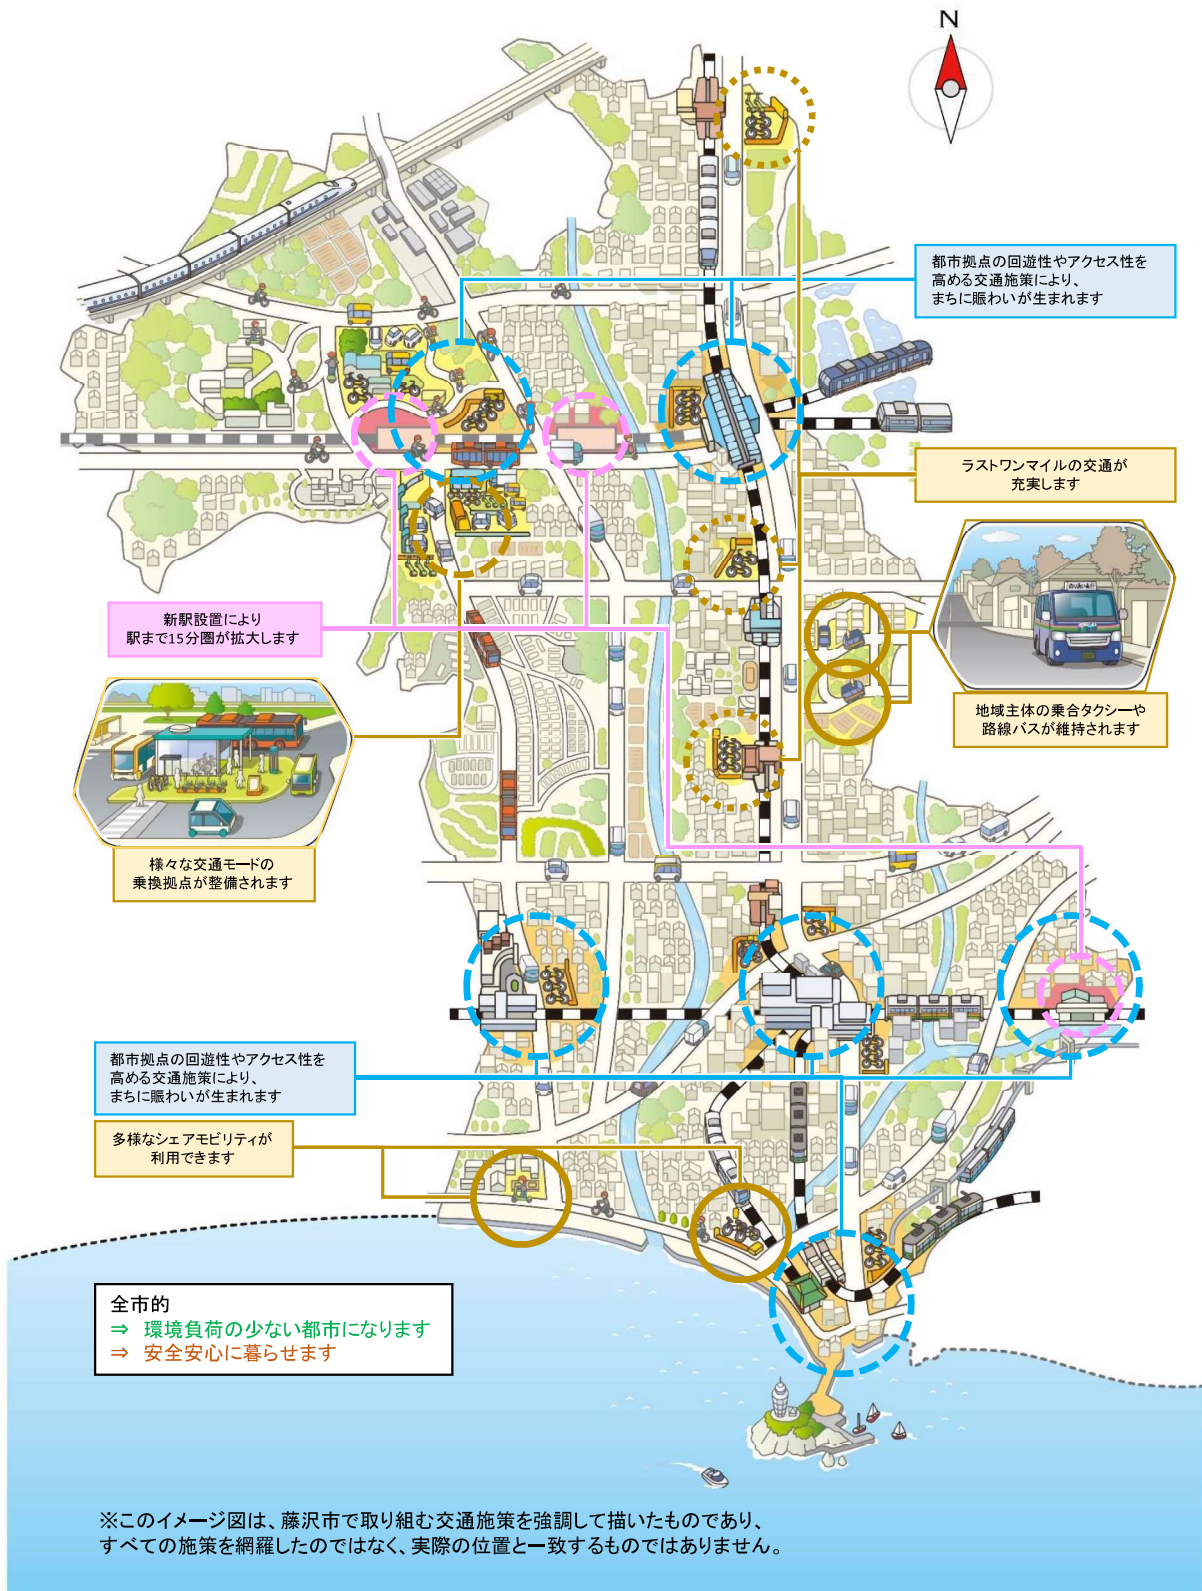 N
都市拠点の回遊性やアクセス性を
高める交通施策により、
まちに賑わいが生まれます
ラストワンマイルの交通が
充実します
新駅設置により
駅まで15分圏が拡大します
地域主体の乗合タクシーや
路線バスが維持されます
様々な交通モードの
乗換拠点が整備されます
都市拠点の回遊性やアクセス性を
高める交通施策により、
まちに賑わいが生まれます
多様なシェアモビリティが
利用できます
全市的
⇒ 環境負荷の少ない都市になります
⇒ 安全安心に暮らせます
※このイメージ図は、藤沢市で取り組む交通施策を強調して描いたものであり、
すべての施策を網羅したのではなく、実際の位置と一致するものではありません。